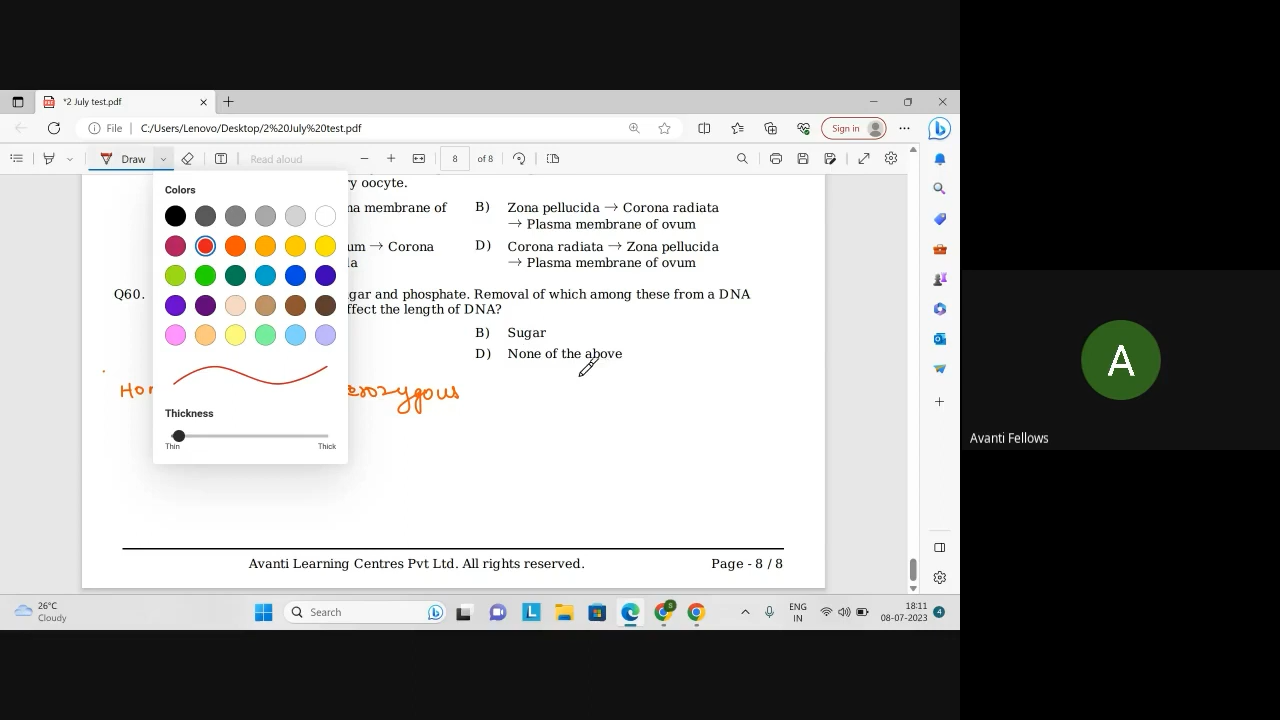 *2 July test.pdf
File
C:/Users/Lenovo/Desktop/2%20July%20test.pdf
Sign in
Draw
Read aloud
8 of 8
Colors
ry oocyte.
na membrane of
B) Zona pellucida → Corona radiata
→ Plasma membrane of ovum
um → Corona
D) Corona radiata → Zona pellucida
→ Plasma membrane of ovum
Q60.
gar and phosphate. Removal of which among these from a DNA
ffect the length of DNA?
B) Sugar
D) None of the above
erozygous
Thickness
Thin Thick
Avanti Learning Centres Pvt Ltd. All rights reserved. Page - 8 / 8
A
Avanti Fellows
26°C
Cloudy
Search
ENG
IN
18:11
08-07-2023
4